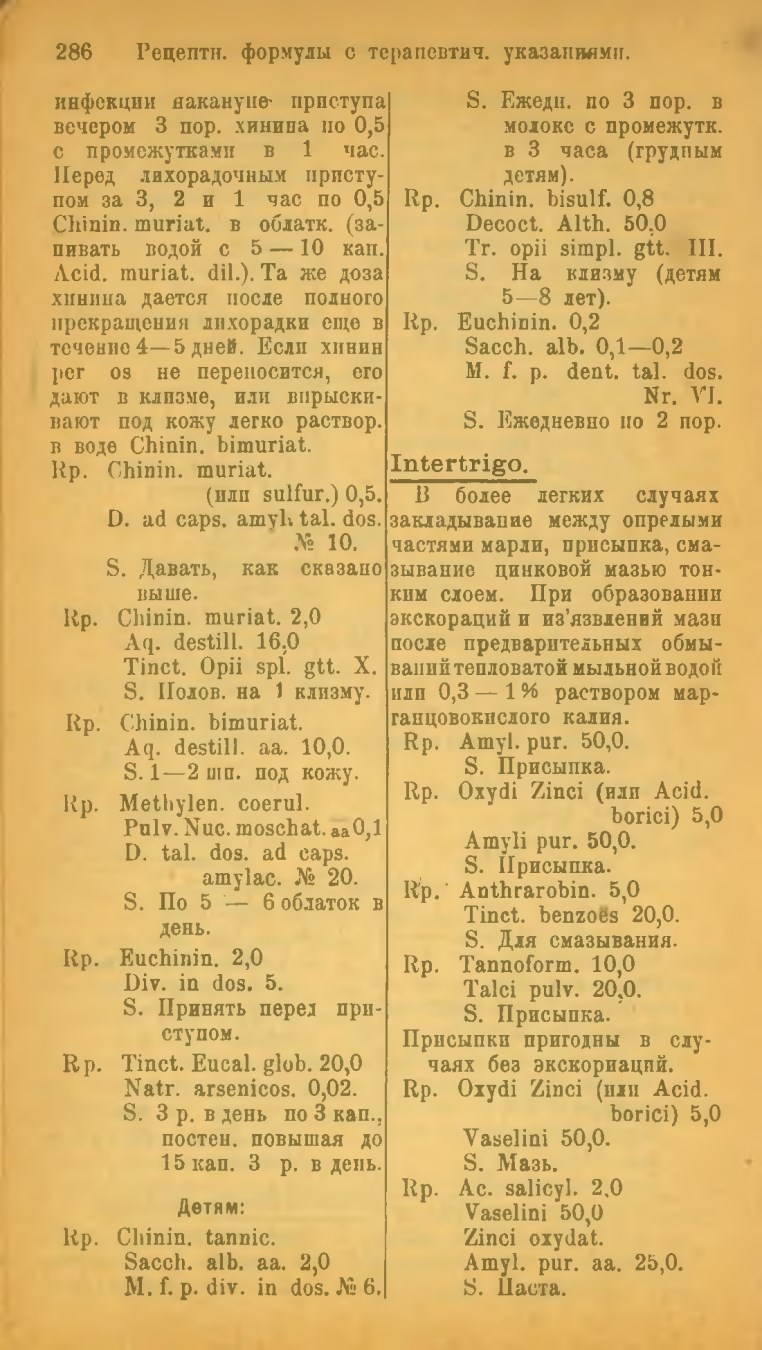 286 Рецептн. формулы с терапевтич. указаниями.
инфекции накануне приступа
вечером 3 пор. хинина по 0,5
с промежутками в 1 час.
Перед лихорадочным присту-
пом за 3, 2 и 1 час по 0,5
Chinin. muriat. в облатк. (за-
пивать водой с 5 — 10 кап.
Acid. muriat. dil.). Та же доза
хинина дается после полного
прекращения лихорадки еще в
течение 4—5 дней. Если хинин
per os не переносится, его
дают в клизме, или впрыски-
вают под кожу легко раствор.
в воде Chinin. bimuriat.
Rp. Chinin. muriat.
(или sulfur.) 0,5.
D. ad caps. amyl. tal. dos.
№ 10.
S. Давать, как сказано
выше.
Rp. Chinin. muriat. 2,0
Aq. destill. 16,0
Tinct. Opii spl. gtt. X.
S. Полов. на 1 клизму.
Rp. Chinin. bimuriat.
Aq. destill. aa. 10,0.
S. 1—2 шп. под кожу.
Rp. Methylen. coerul.
Pulv. Nuc. moschat. aa 0,1
D. tal. dos. ad caps.
amylac. № 20.
S. По 5 — 6 облаток в
день.
Rp. Euchinin. 2,0
Div. in dos. 5.
S. Принять перед при-
ступом.
Rp. Tinct. Eucal. glob. 20,0
Natr. arsenicos. 0,02.
S. 3 р. в день по 3 кап.,
постеп. повышая до
15 кап. 3 р. в день.
Детям:
Rp. Chinin. tannic.
Sacch. alb. aa. 2,0
M. f. p. div. in dos. № 6.
S. Ежедн. по 3 пор. в
молоке с промежутк.
в 3 часа (грудным
детям).
Rp. Chinin. bisulf. 0,8
Decoct. Alth. 50,0
Tr. opii simpl. gtt. III.
S. На клизму (детям
5—8 лет).
Rp. Euchinin. 0,2
Sacch. alb. 0,1—0,2
M. f. p. dent. tal. dos.
Nr. VI.
S. Ежедневно по 2 пор.
Intertrigo.
В более легких случаях
закладывание между опрелыми
частями марли, присыпка, сма-
зывание цинковой мазью тон-
ким слоем. При образовании
экскораций и из'язвлений мази
после предварительных обмы-
ваний тепловатой мыльной водой
или 0,3 — 1% раствором мар-
ганцовокислого калия.
Rp. Amyl. pur. 50,0.
S. Присыпка.
Rp. Oxydi Zinci (или Acid.
borici) 5,0
Amyli pur. 50,0.
S. Присыпка.
Rp. Anthrarobin. 5,0
Tinct. benzoës 20,0.
S. Для смазывания.
Rp. Tannoform. 10,0
Talci pulv. 20,0.
S. Присыпка.
Присыпки пригодны в слу-
чаях без экскориаций.
Rp. Oxydi Zinci (или Acid.
borici) 5,0
Vaselini 50,0.
S. Мазь.
Rp. Ac. salicyl. 2,0
Vaselini 50,0
Zinci oxydat.
Amyl. pur. aa. 25,0.
S. Паста.